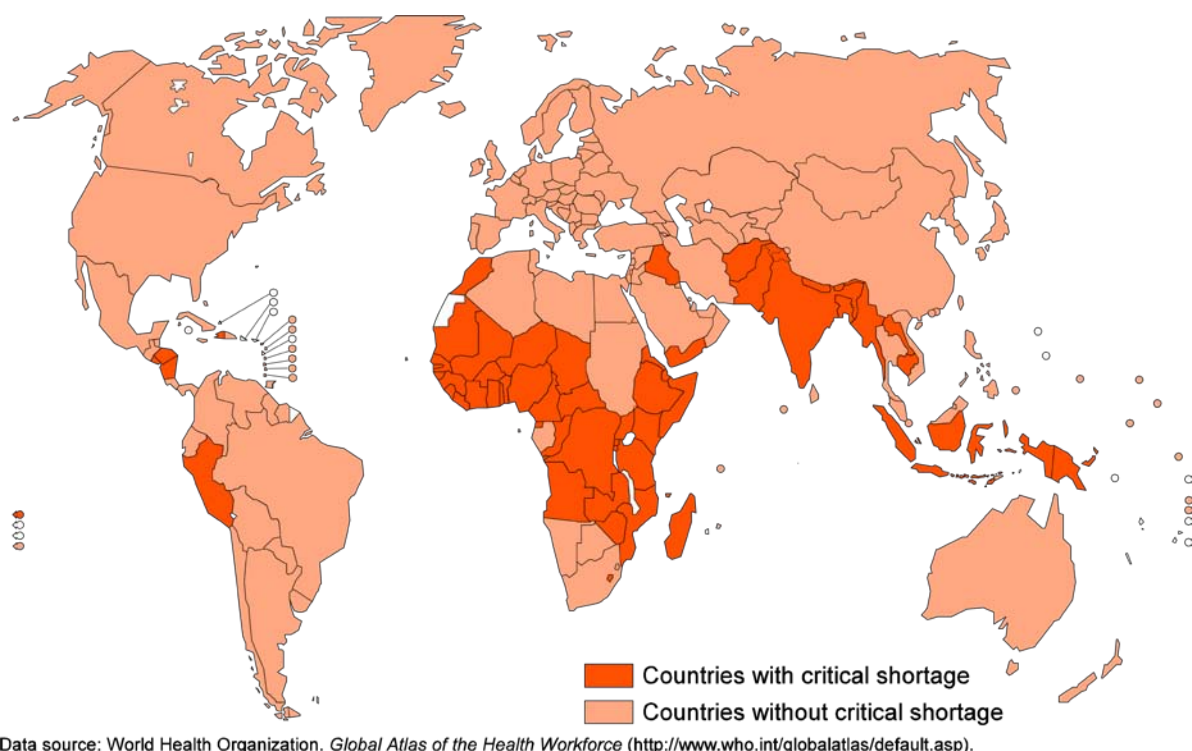 Countries with critical shortage
Countries without critical shortage
Data source: World Health Organization. Global Atlas of the Health Workforce (http://www.who.int/globalatlas/default.asp).